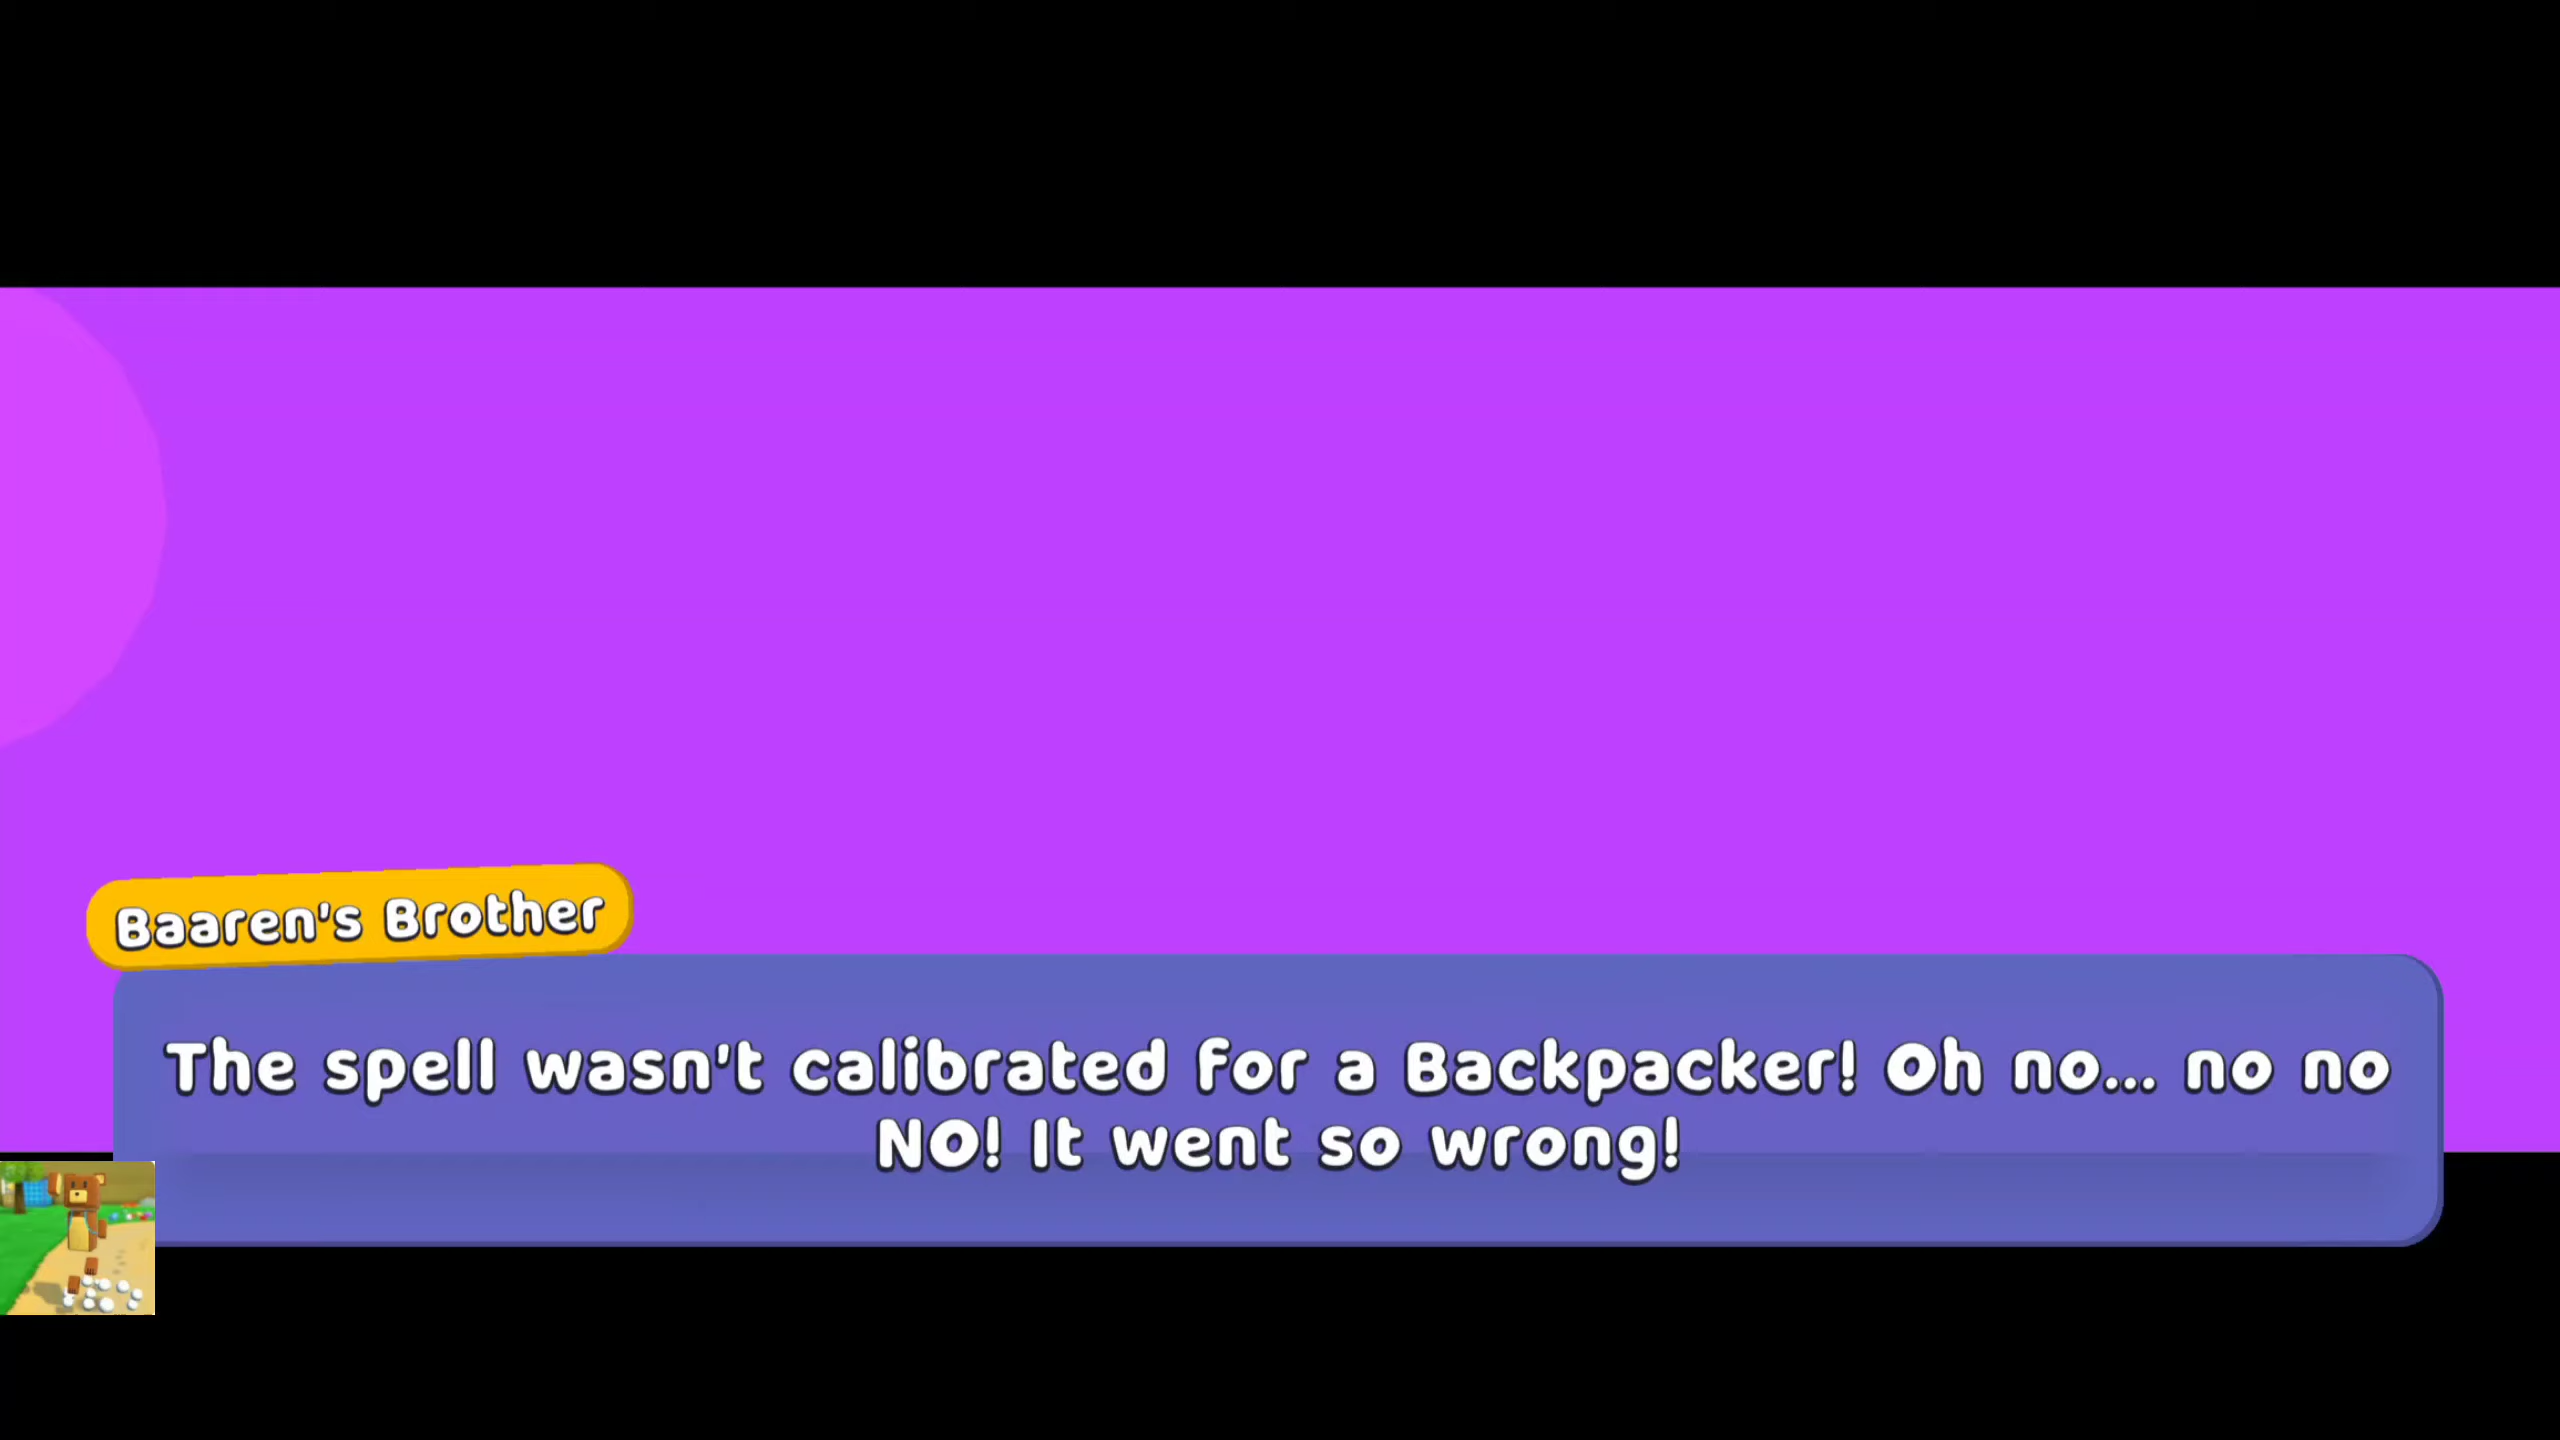 Baaren's Brother
The spell wasn't calibrated for a Backpacker! Oh no... no no
NO! It went so wrong!